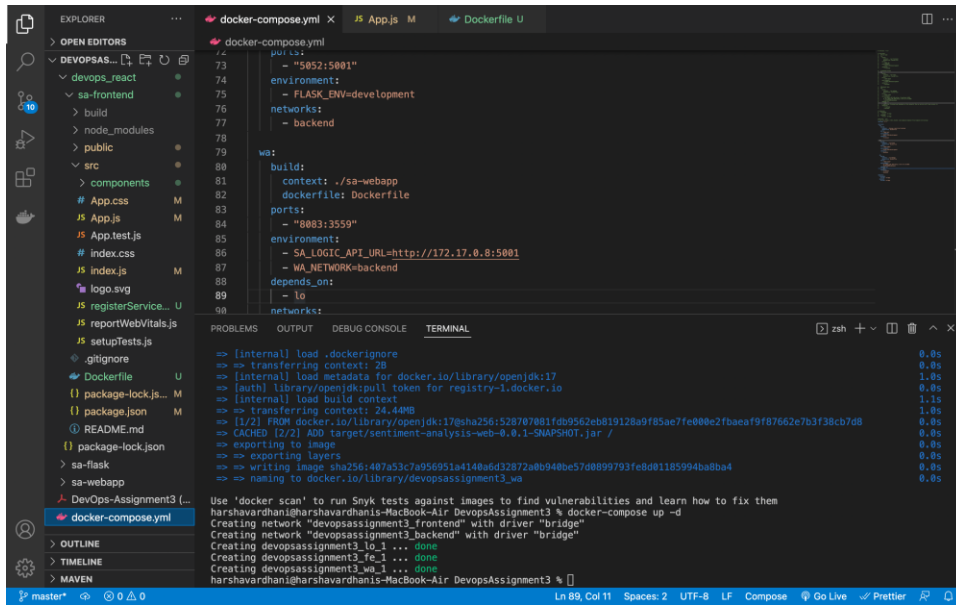 EXPLORER
...
OPEN EDITORS
DEVOPSAS...
devops_react
sa-frontend
build
node_modules
public
src
components
# App.css M
JS App.js M
JS App.test.js
# index.css
JS index.js M
logo.svg
JS registerService... U
JS reportWebVitals.js
JS setupTests.js
.gitignore
Dockerfile U
{} package-lock.js... M
{} package.json M
README.md
{} package-lock.json
sa-flask
sa-webapp
DevOps-Assignment3 (...
docker-compose.yml
OUTLINE
TIMELINE
MAVEN
10
docker-compose.yml JS App.js M Dockerfile U
docker-compose.yml
72 ports:
73 - "5052:5001"
74 environment:
75 - FLASK_ENV=development
76 networks:
77 - backend
78
79 wa:
80 build:
81 context: ./sa-webapp
82 dockerfile: Dockerfile
83 ports:
84 - "8083:3559"
85 environment:
86 - SA_LOGIC_API_URL=http://172.17.0.8:5001
87 - WA_NETWORK=backend
88 depends_on:
89 - lo
90 networks:
PROBLEMS OUTPUT DEBUG CONSOLE TERMINAL zsh
=> [internal] load .dockerignore 0.0s
=> => transferring context: 2B 0.0s
=> [internal] load metadata for docker.io/library/openjdk:17 1.0s
=> [auth] library/openjdk:pull token for registry-1.docker.io 0.0s
=> [internal] load build context 1.1s
=> => transferring context: 24.44MB 1.0s
=> [1/2] FROM docker.io/library/openjdk:17@sha256:528707081fdb9562eb819128a9f85ae7fe000e2fbaeaf9f87662e7b3f38cb7d8 0.0s
=> CACHED [2/2] ADD target/sentiment-analysis-web-0.0.1-SNAPSHOT.jar / 0.0s
=> exporting to image 0.0s
=> => exporting layers 0.0s
=> => writing image sha256:407a53c7a956951a4140a6d32872a0b940be57d0899793fe8d01185994ba8ba4 0.0s
=> => naming to docker.io/library/devopsassignment3_wa 0.0s
Use 'docker scan' to run Snyk tests against images to find vulnerabilities and learn how to fix them
harshavardhani@harshavardhanis-MacBook-Air DevopsAssignment3 % docker-compose up -d
Creating network "devopsassignment3_frontend" with driver "bridge"
Creating network "devopsassignment3_backend" with driver "bridge"
Creating devopsassignment3_lo_1 ... done
Creating devopsassignment3_fe_1 ... done
Creating devopsassignment3_wa_1 ... done
harshavardhani@harshavardhanis-MacBook-Air DevopsAssignment3 %
master* 0 0 Ln 89, Col 11 Spaces: 2 UTF-8 LF Compose Go Live Prettier